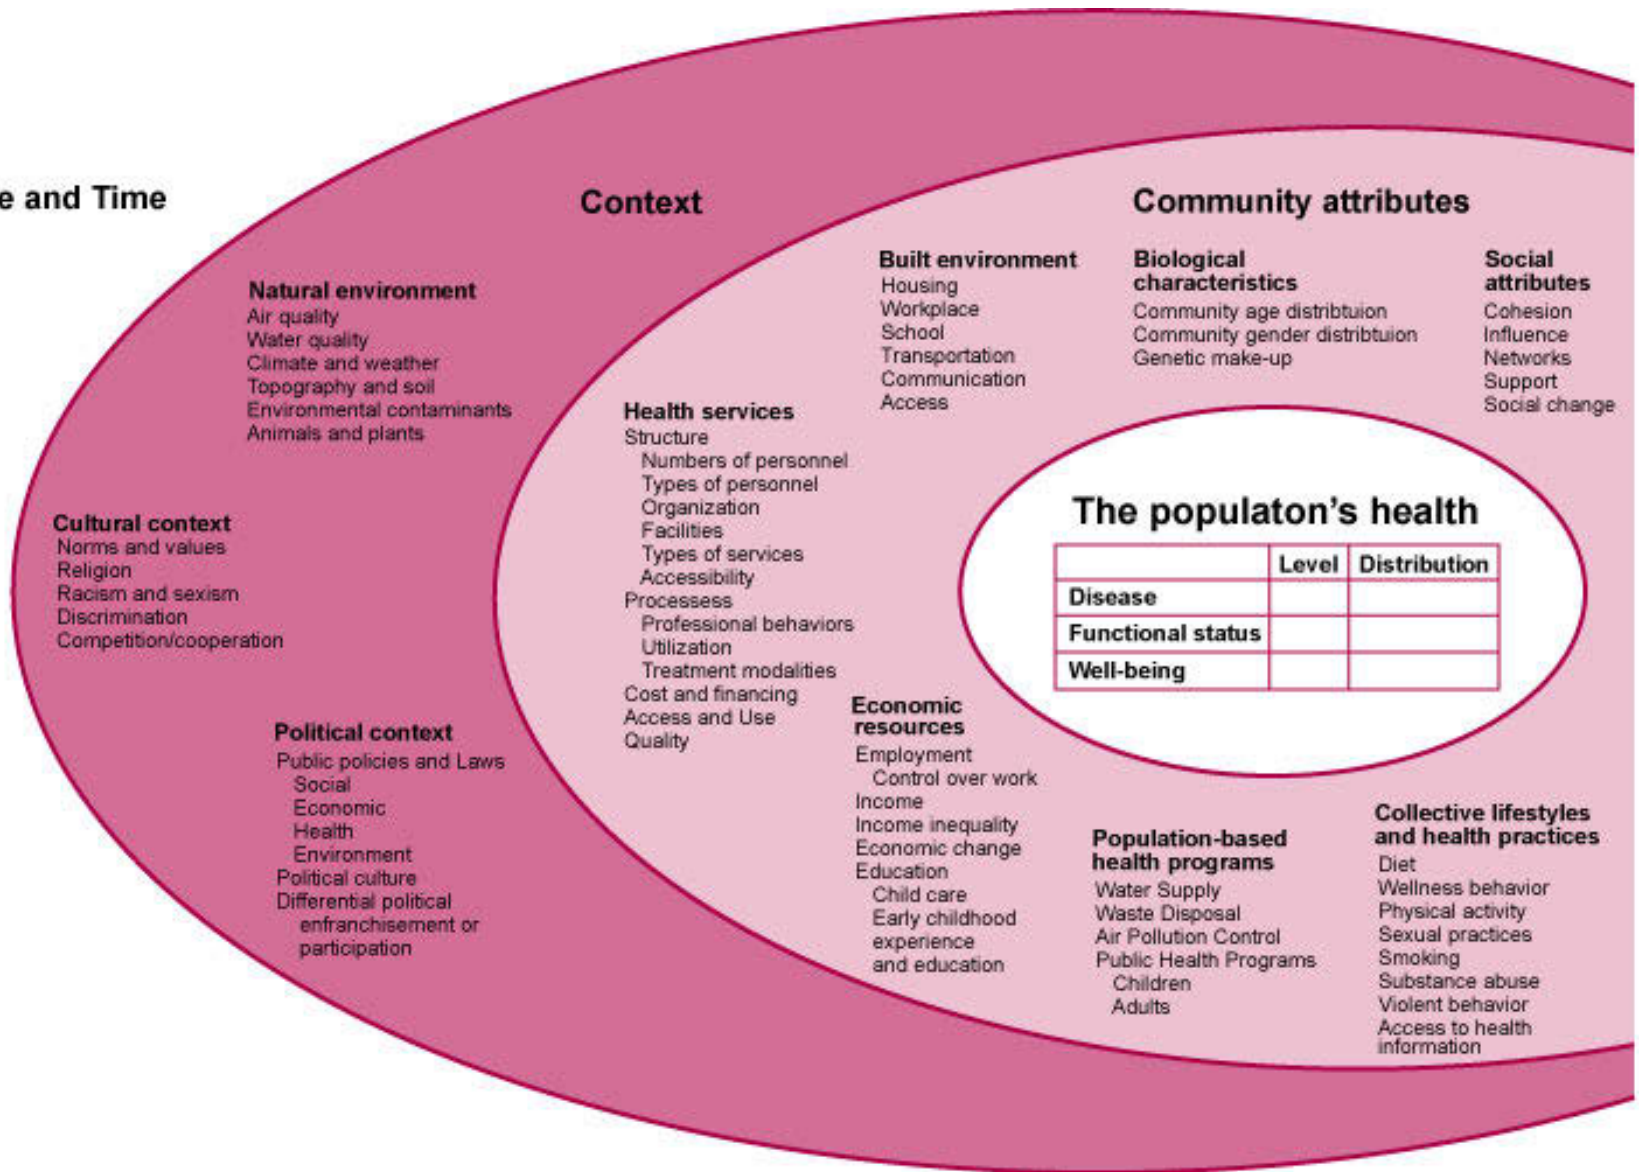 e and Time
Context
Natural environment
Air quality
Water quality
Climate and weather
Topography and soil
Environmental contaminants
Animals and plants
Cultural context
Norms and values
Religion
Racism and sexism
Discrimination
Competition/cooperation
Political context
Public policies and Laws
Social
Economic
Health
Environment
Political culture
Differential political
enfranchisement or
participation
Community attributes
Built environment
Housing
Workplace
School
Transportation
Communication
Access
Biological
characteristics
Community age distribtuion
Community gender distribtuion
Genetic make-up
Social
attributes
Cohesion
Influence
Networks
Support
Social change
Health services
Structure
Numbers of personnel
Types of personnel
Organization
Facilities
Types of services
Accessibility
Processess
Professional behaviors
Utilization
Treatment modalities
Cost and financing
Access and Use
Quality
The populaton's health
Level Distribution
Disease
Functional status
Well-being
Economic
resources
Employment
Control over work
Income
Income inequality
Economic change
Education
Child care
Early childhood
experience
and education
Population-based
health programs
Water Supply
Waste Disposal
Air Pollution Control
Public Health Programs
Children
Adults
Collective lifestyles
and health practices
Diet
Wellness behavior
Physical activity
Sexual practices
Smoking
Substance abuse
Violent behavior
Access to health
information